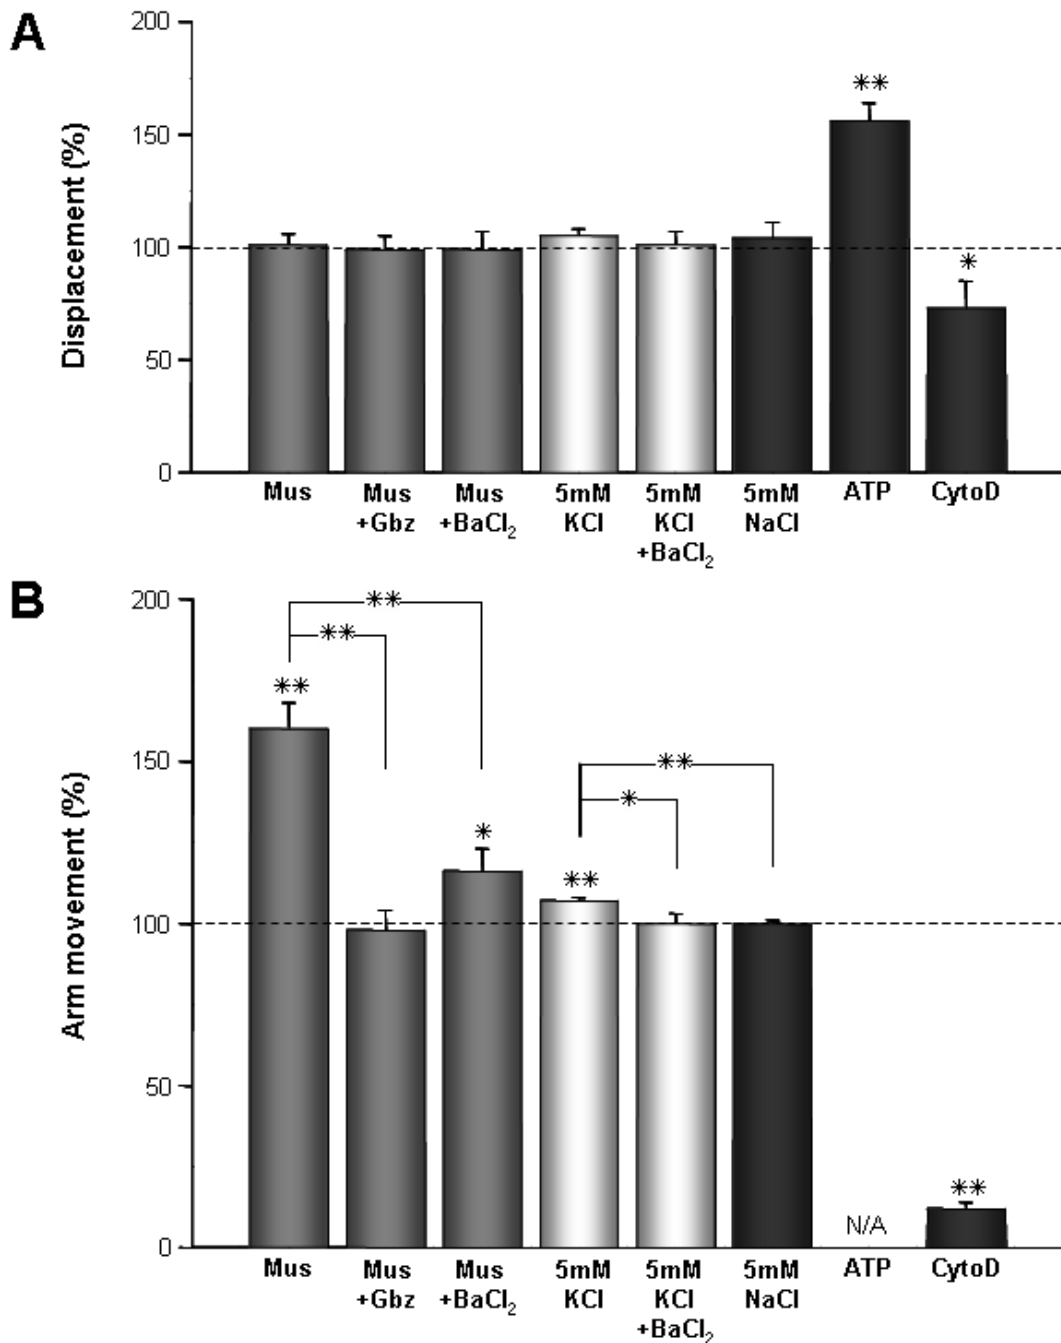 A
Displacement (%)
200
150
100
50
0
**
*
Mus
Mus
+Gbz
Mus
+BaCl₂
5mM
KCl
5mM
KCl
+BaCl₂
5mM
NaCl
ATP
CytoD
B
Arm movement (%)
200
150
100
50
0
**
**
**
*
**
**
*
N/A
**
Mus
Mus
+Gbz
Mus
+BaCl₂
5mM
KCl
5mM
KCl
+BaCl₂
5mM
NaCl
ATP
CytoD